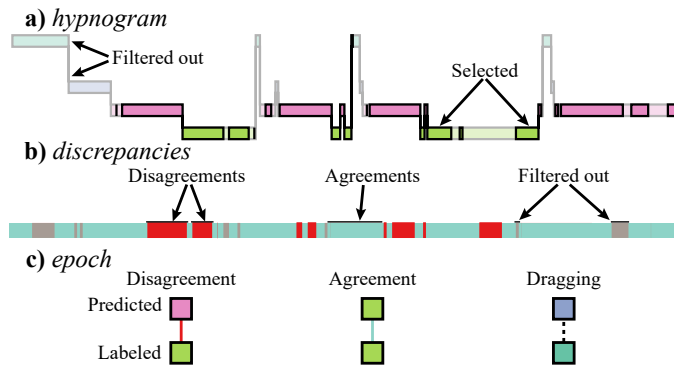 a) hypnogram
Filtered out
Selected
b) discrepancies
Disagreements
Agreements
Filtered out
c) epoch
Disagreement
Agreement
Dragging
Predicted
Labeled